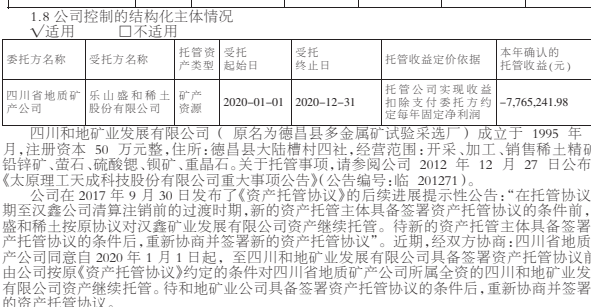 1.8 公司控制的结构化主体情况
√适用 □不适用
委托方名称 受托方名称 托管资产类型 受托起始日 受托终止日 托管收益定价依据 本年确认的托管收益(元)
四川省地质矿产公司 乐山盛和稀土股份有限公司 矿产资源 2020-01-01 2020-12-31 托管公司实现收益扣除支付委托方约定每年固定净利润 -7,765,241.98
四川和地矿业发展有限公司（ 原名为德昌县多金属矿试验采选厂）成立于 1995 年
月,注册资本 50 万元整,住所:德昌县大陆槽村四社,经营范围:开采、加工、销售稀土精矿
铅锌矿、萤石、硫酸锶、钡矿、重晶石。关于托管事项,请参阅公司 2012 年 12 月 27 日公布
《太原理工天成科技股份有限公司重大事项公告》(公告编号:临 201271)。
公司在 2017 年 9 月 30 日发布了《资产托管协议》的后续进展提示性公告:“在托管协议
期至汉鑫公司清算注销前的过渡时期,新的资产托管主体具备签署资产托管协议的条件前,
盛和稀土按原协议对汉鑫矿业发展有限公司资产继续托管。待新的资产托管主体具备签署
产托管协议的条件后,重新协商并签署新的资产托管协议”。近期,经双方协商:四川省地质
产公司同意自 2020 年 1 月 1 日起，至四川和地矿业发展有限公司具备签署资产托管协议前
由公司按原《资产托管协议》约定的条件对四川省地质矿产公司所属全资的四川和地矿业发
有限公司资产继续托管。待和地矿业公司具备签署资产托管协议的条件后,重新协商并签署
的资产托管协议。